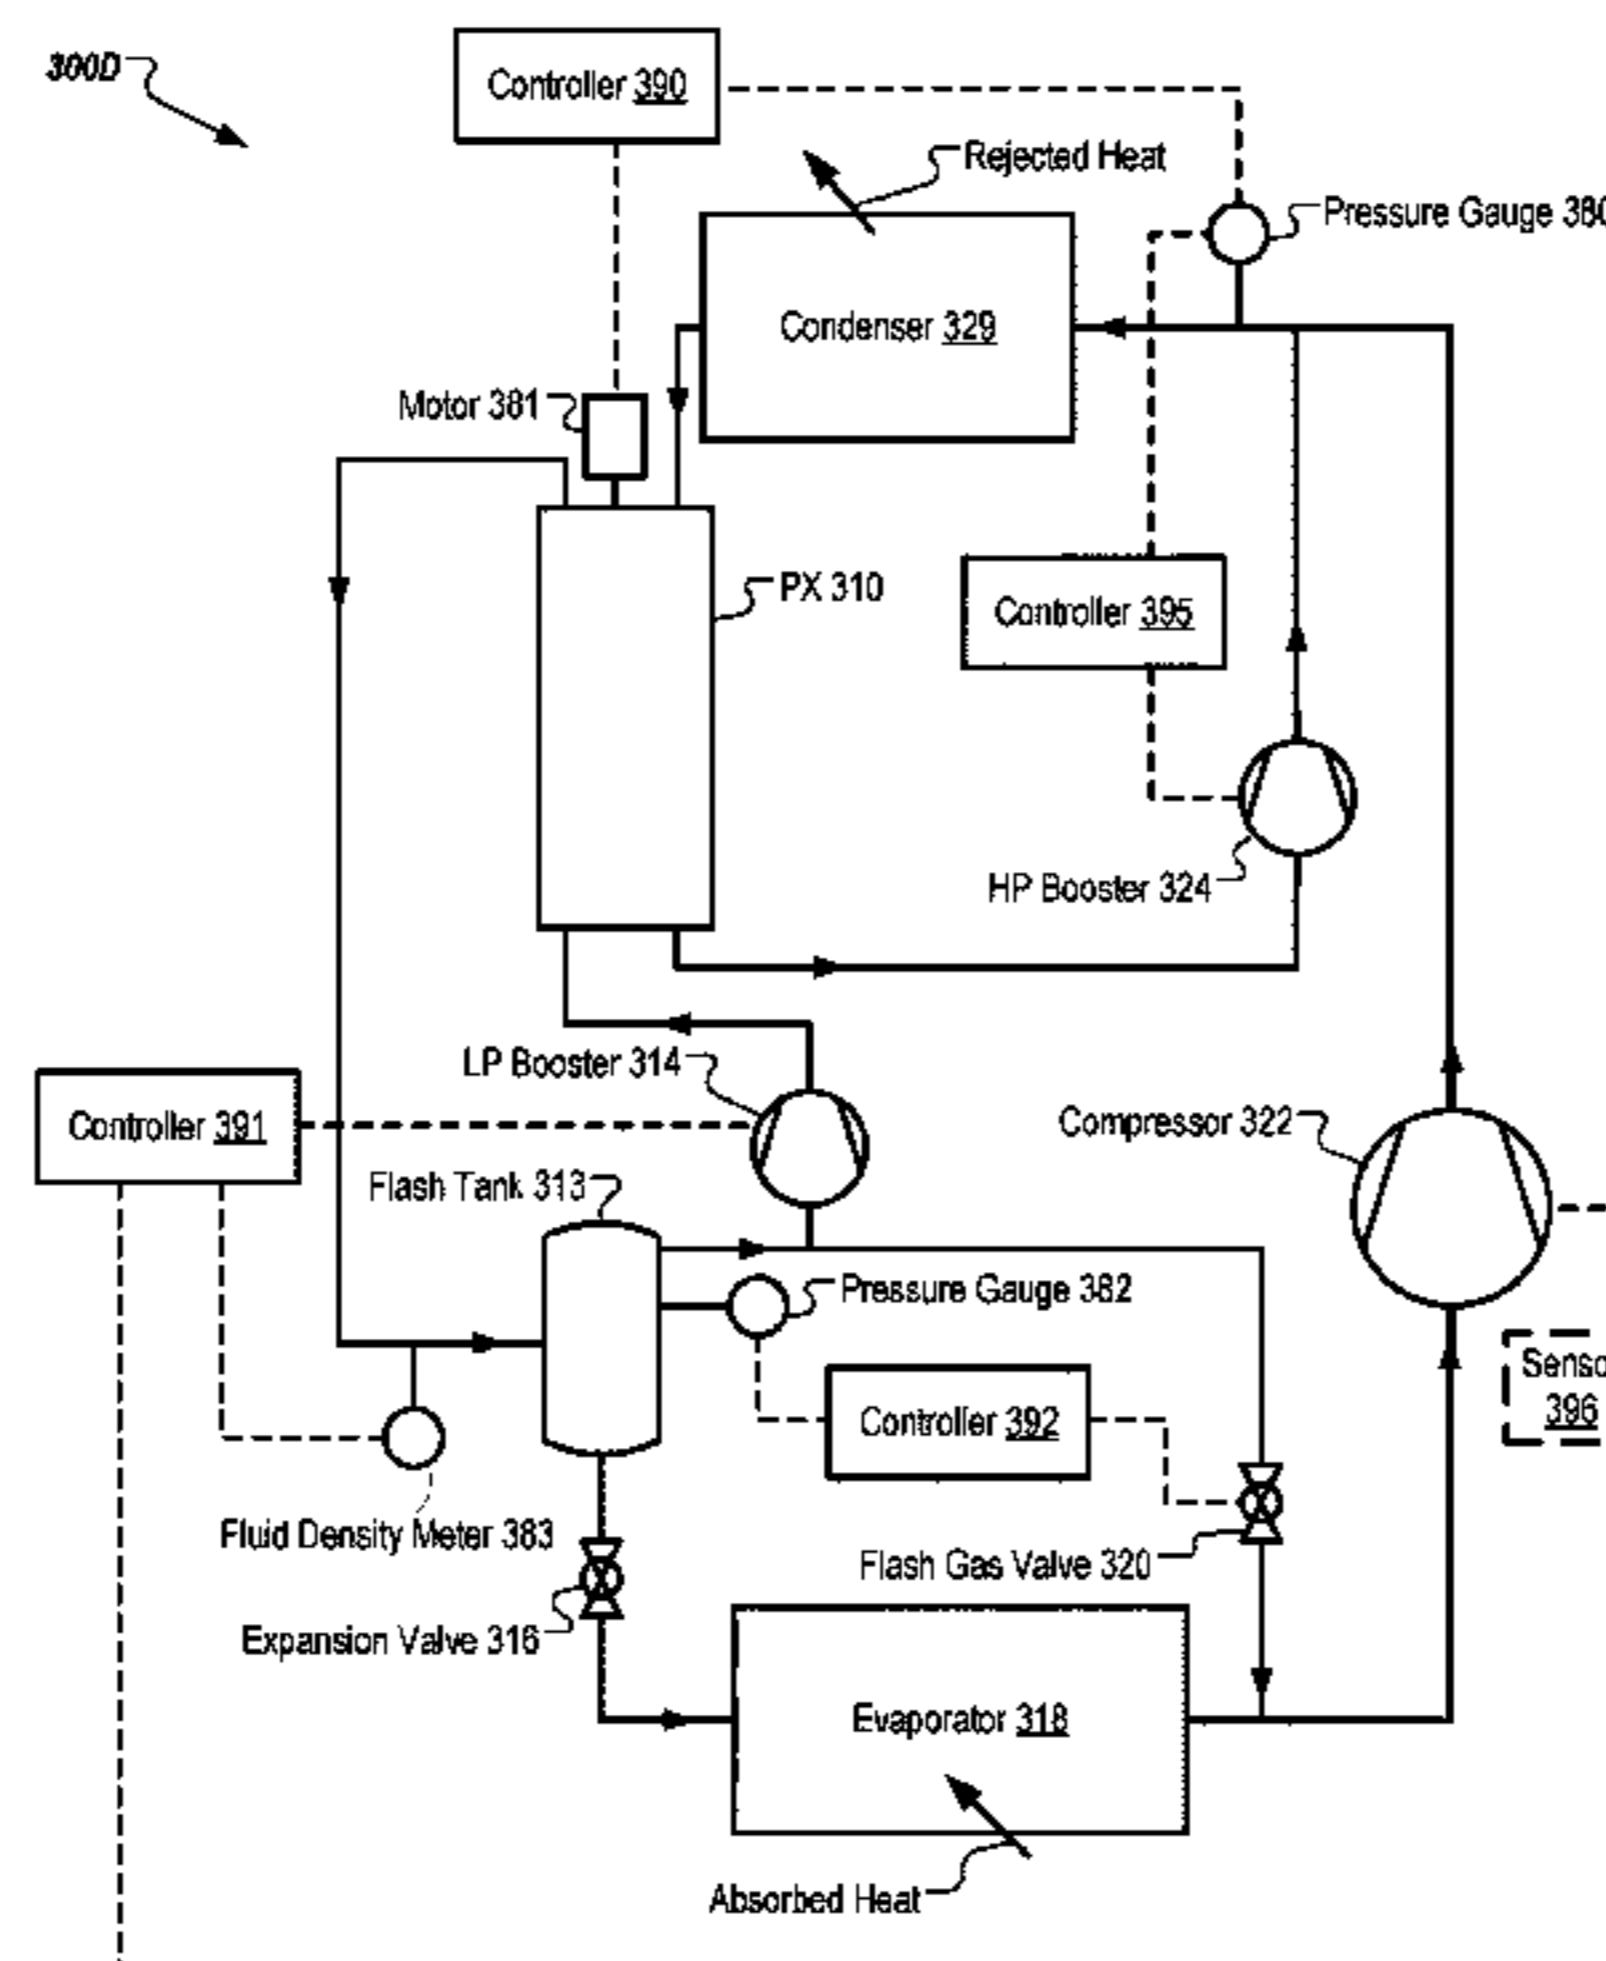 300D
Controller 390
Rejected Heat
Pressure Gauge 380
Condenser 329
Motor 381
PX 310
Controller 395
HP Booster 324
LP Booster 314
Controller 391
Compressor 322
Flash Tank 313
Pressure Gauge 382
Controller 392
Senso
396
Fluid Density Meter 383
Flash Gas Valve 320
Expansion Valve 316
Evaporator 318
Absorbed Heat